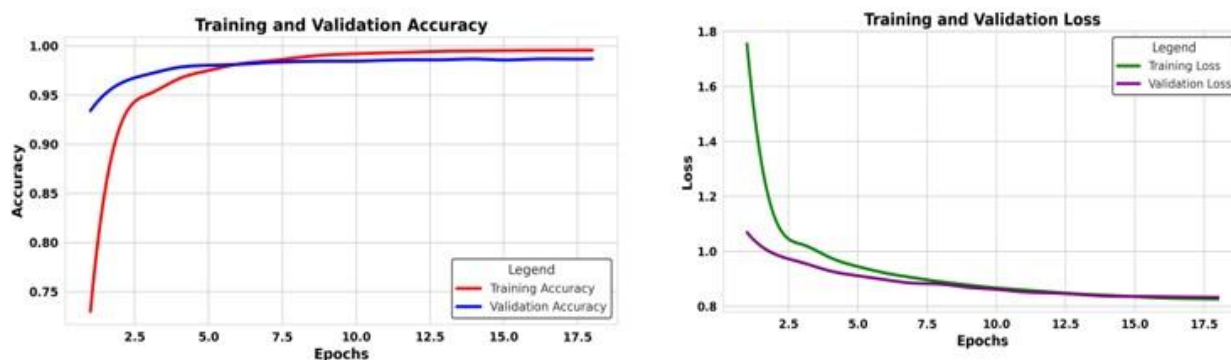 Training and Validation Accuracy
1.00
0.95
0.90
0.85
0.80
0.75
Accuracy
2.5 5.0 7.5 10.0 12.5 15.0 17.5
Epochs
Legend
Training Accuracy
Validation Accuracy
Training and Validation Loss
1.8
1.6
1.4
1.2
1.0
0.8
Loss
2.5 5.0 7.5 10.0 12.5 15.0 17.5
Epochs
Legend
Training Loss
Validation Loss